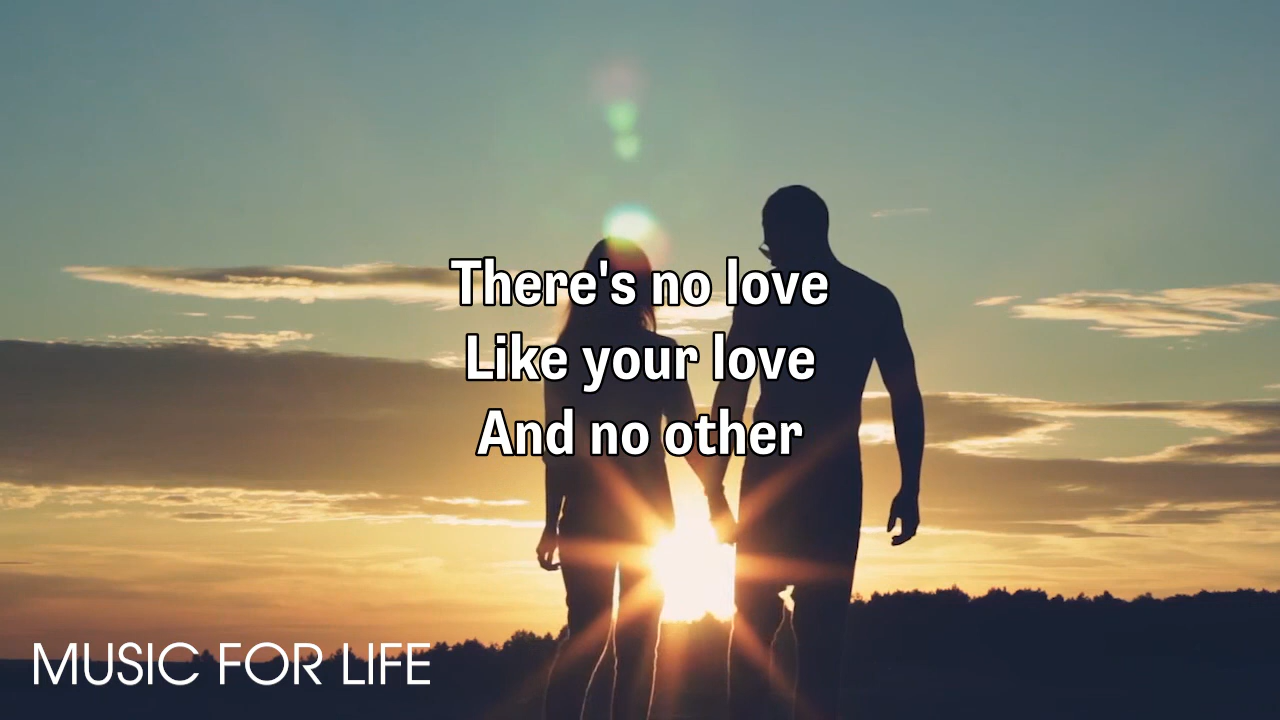 There's no love
Like your love
And no other
MUSIC FOR LIFE